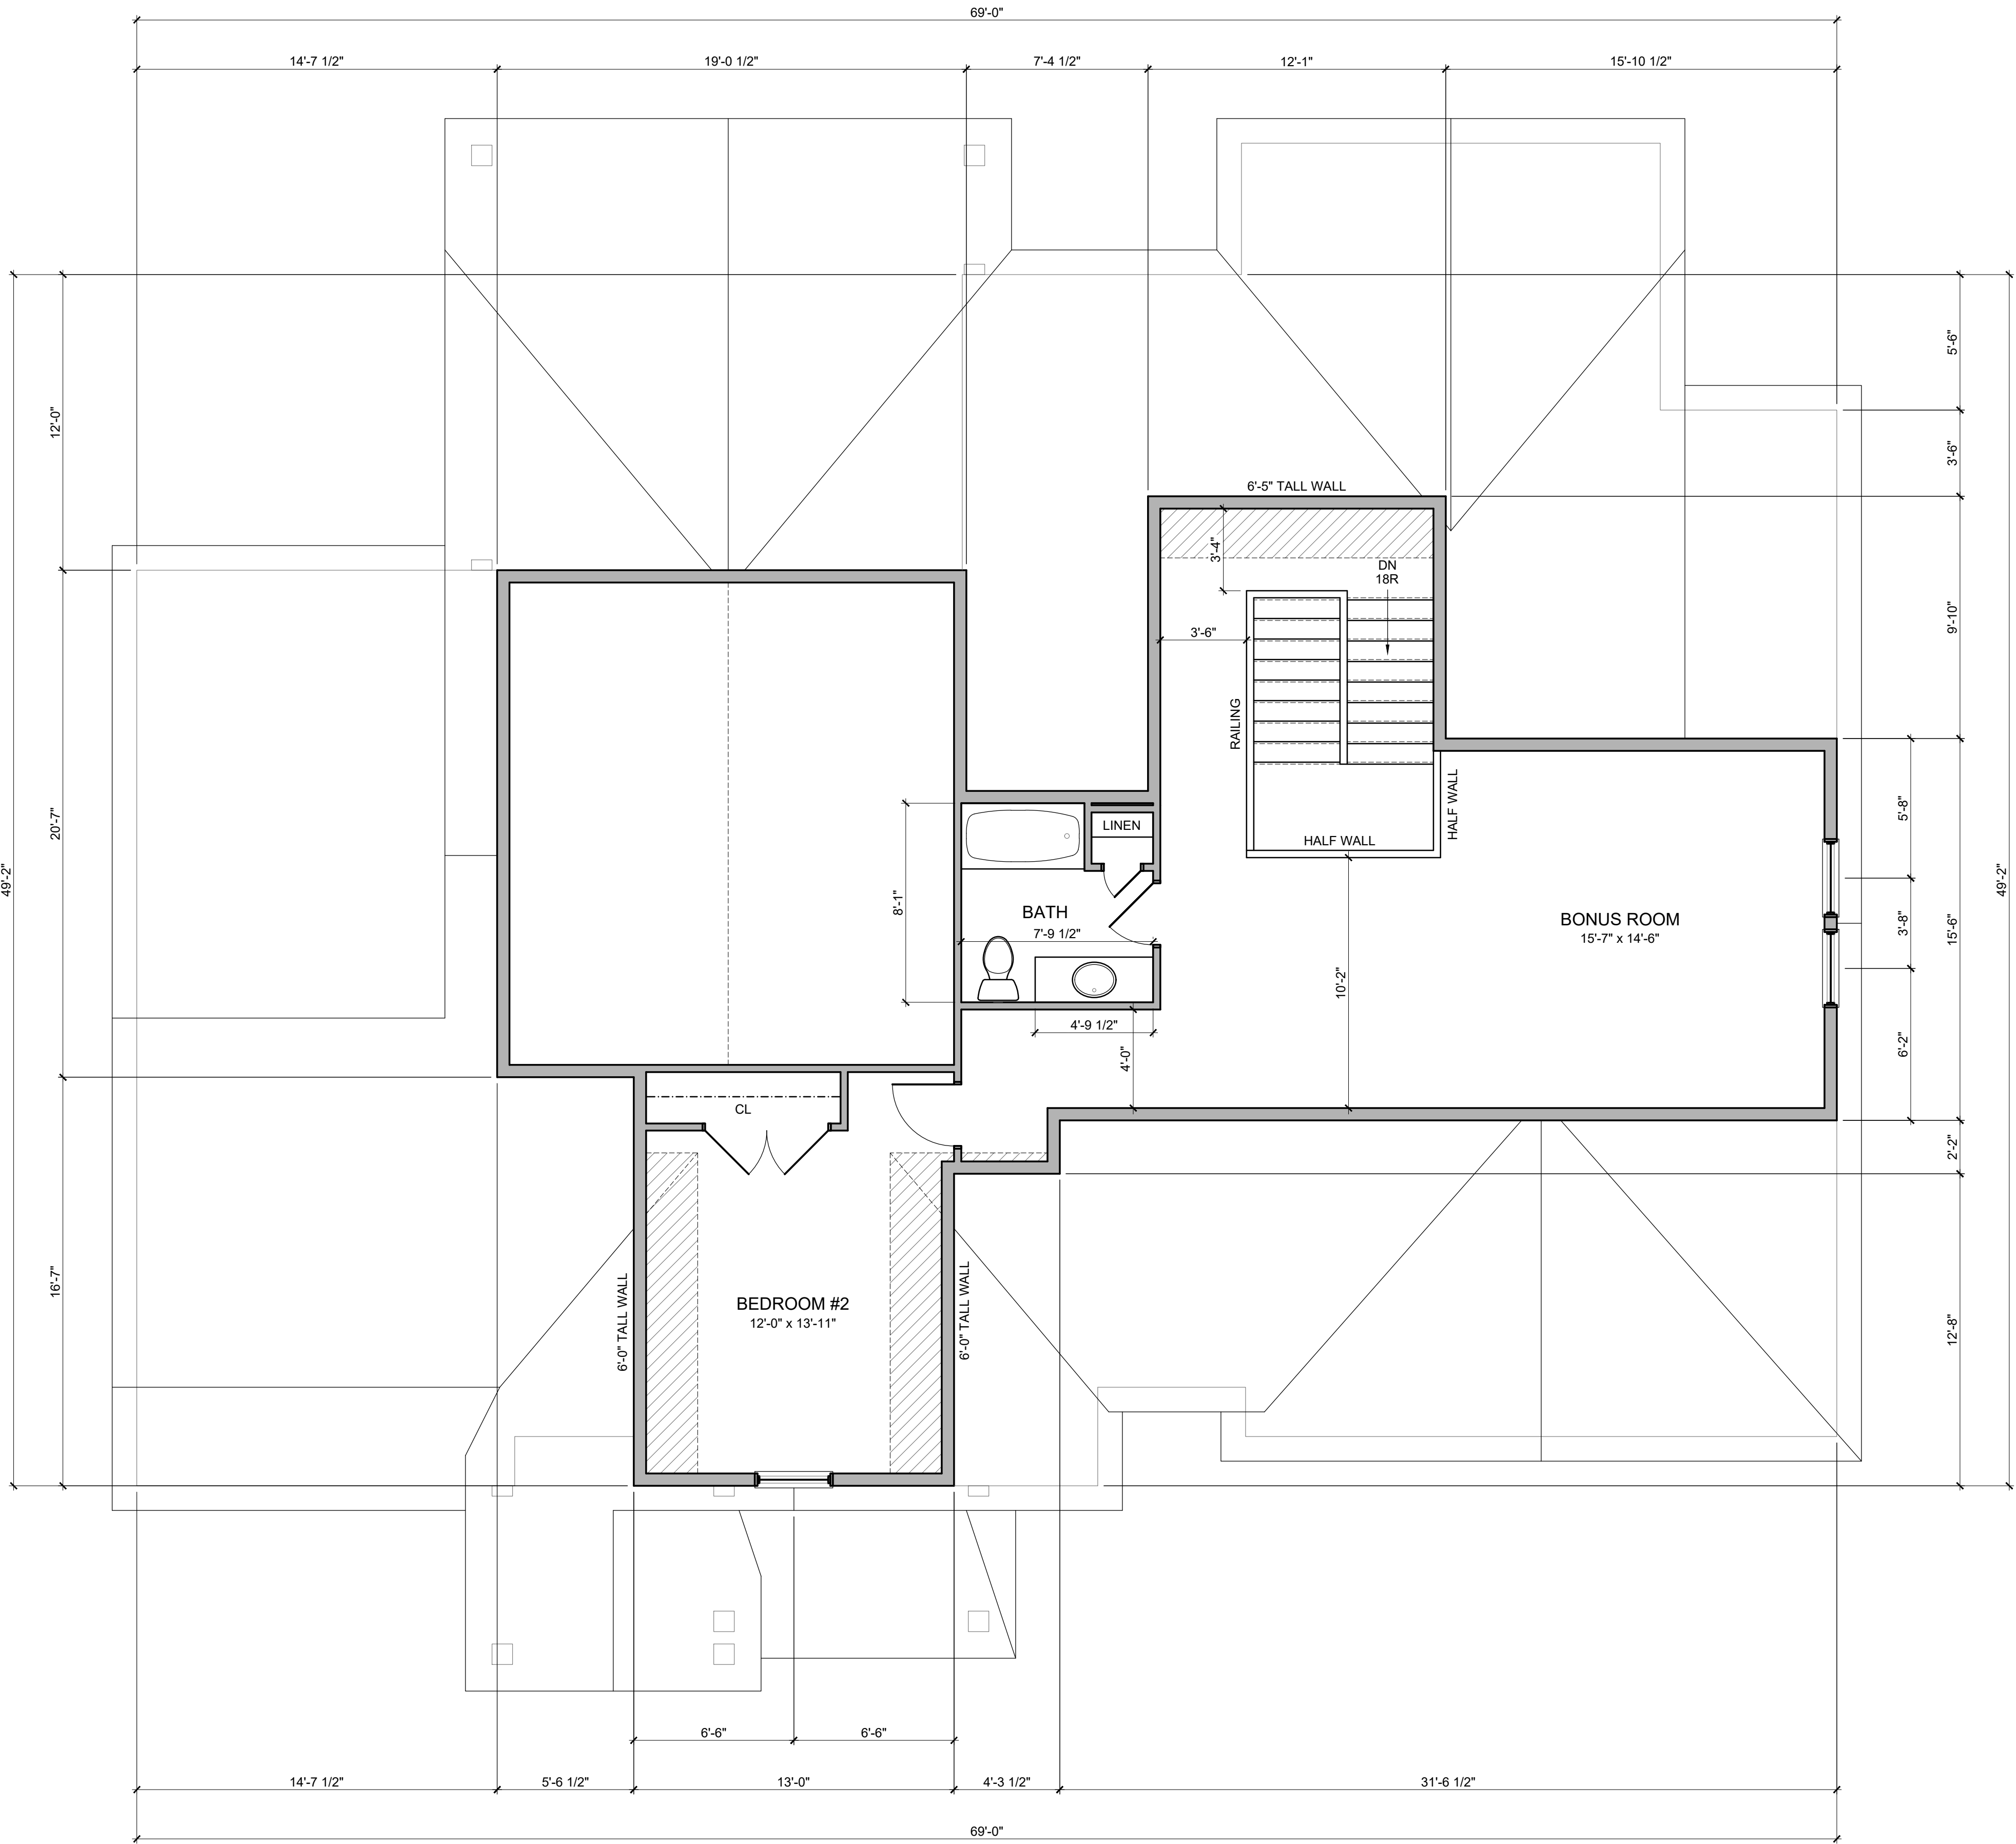 69'-0"
14'-7 1/2"
19'-0 1/2"
7'-4 1/2"
12'-1"
15'-10 1/2"
49'-2"
12'-0"
20'-7"
16'-7"
6'-5" TALL WALL
3'-4"
DN
18R
3'-6"
RAILING
HALF WALL
HALF WALL
LINEN
8'-1"
BATH
7'-9 1/2"
4'-9 1/2"
4'-0"
10'-2"
BONUS ROOM
15'-7" x 14'-6"
CL
BEDROOM #2
12'-0" x 13'-11"
6'-0" TALL WALL
6'-0" TALL WALL
5'-8"
3'-8"
6'-2"
5'-6"
3'-6"
9'-10"
15'-6"
2'-2"
12'-8"
49'-2"
6'-6"
6'-6"
14'-7 1/2"
5'-6 1/2"
13'-0"
4'-3 1/2"
31'-6 1/2"
69'-0"